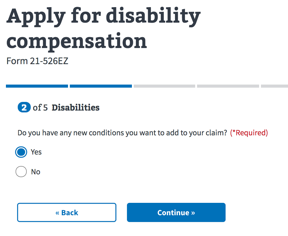 Apply for disability
compensation
Form 21-526EZ
2 of 5 Disabilities
Do you have any new conditions you want to add to your claim? (*Required)
Yes
No
« Back
Continue »